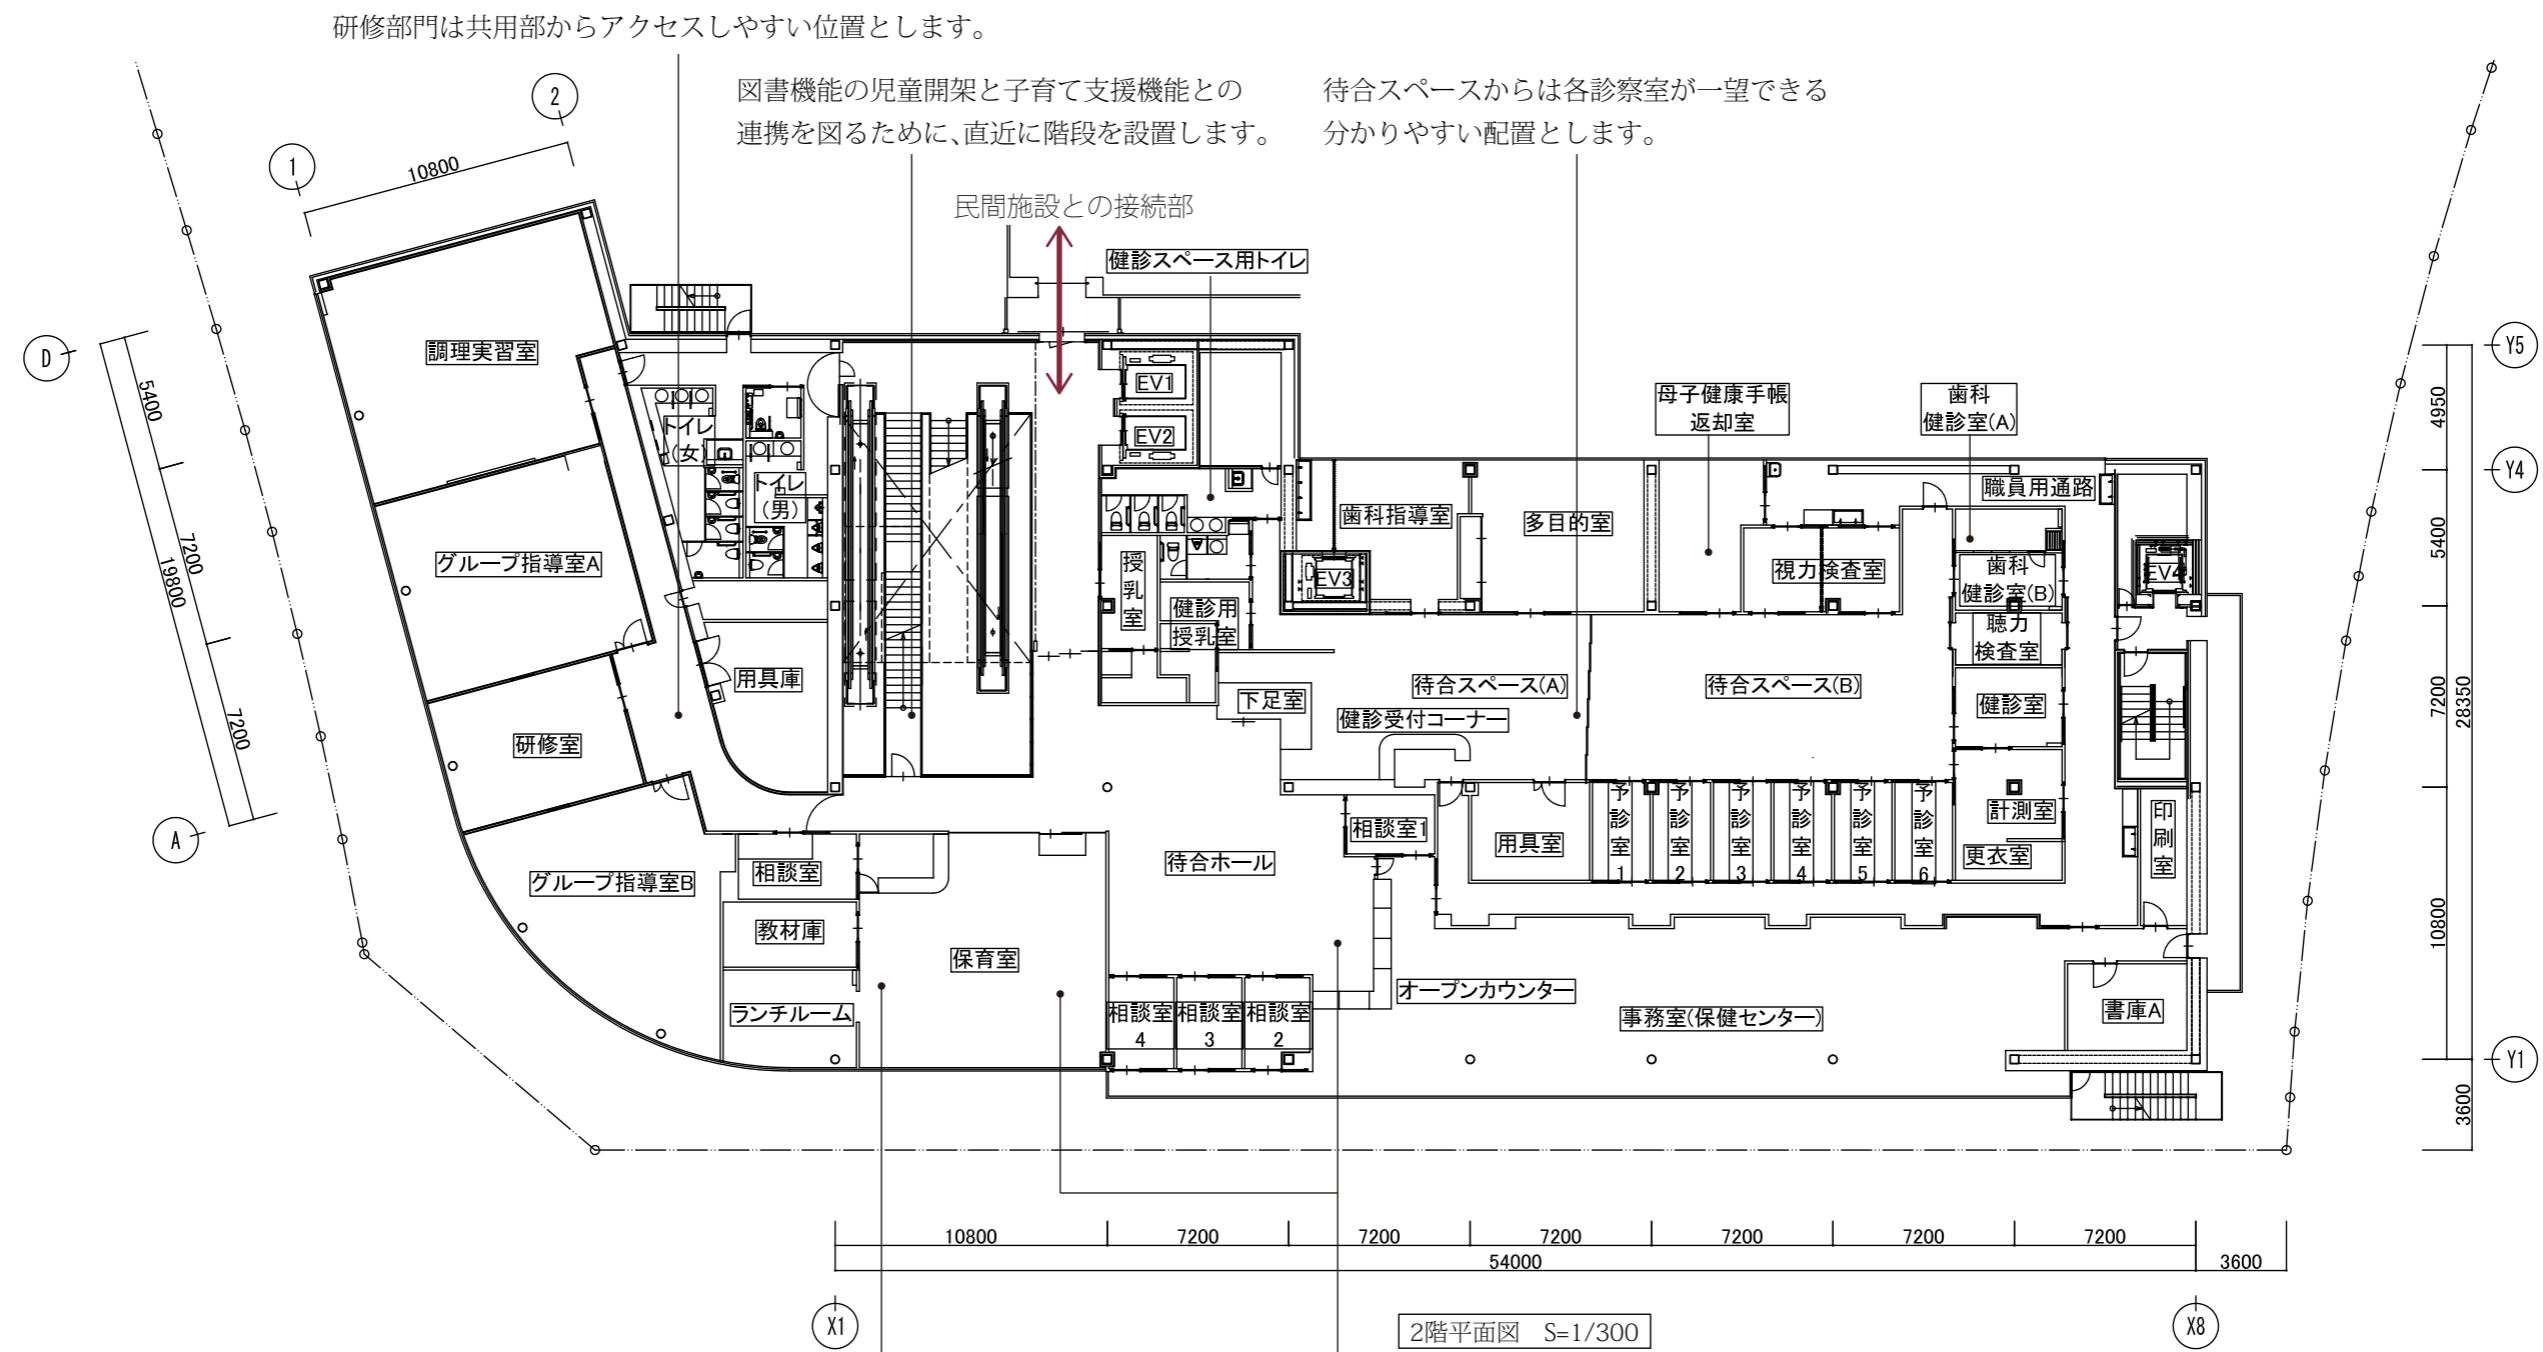 研修部門は共用部からアクセスしやすい位置とします。
図書機能の児童開架と子育て支援機能との
連携を図るために、直近に階段を設置します。
待合スペースからは各診察室が一望できる
分かりやすい配置とします。
民間施設との接続部
健診スペース用トイレ
1
2
10800
D
A
5400
7200
7200
19800
調理実習室
グループ指導室A
研修室
グループ指導室B
トイレ
(女)
トイレ
(男)
用具庫
EV1
EV2
EV3
EV4
授乳室
健診用
授乳室
下足室
歯科指導室
多目的室
母子健康手帳
返却室
歯科
健診室(A)
職員用通路
視力検査室
歯科
健診室(B)
聴力
検査室
健診室
計測室
更衣室
待合スペース(A)
待合スペース(B)
健診受付コーナー
相談室1
用具室
予診室1
予診室2
予診室3
予診室4
予診室5
予診室6
印刷室
待合ホール
相談室
教材庫
ランチルーム
保育室
相談室
4
相談室
3
相談室
2
オープンカウンター
事務室(保健センター)
書庫A
Y5
Y4
Y1
4950
5400
7200
10800
28350
3600
10800
7200
7200
7200
7200
7200
7200
54000
3600
X1
X8
2階平面図 S=1/300